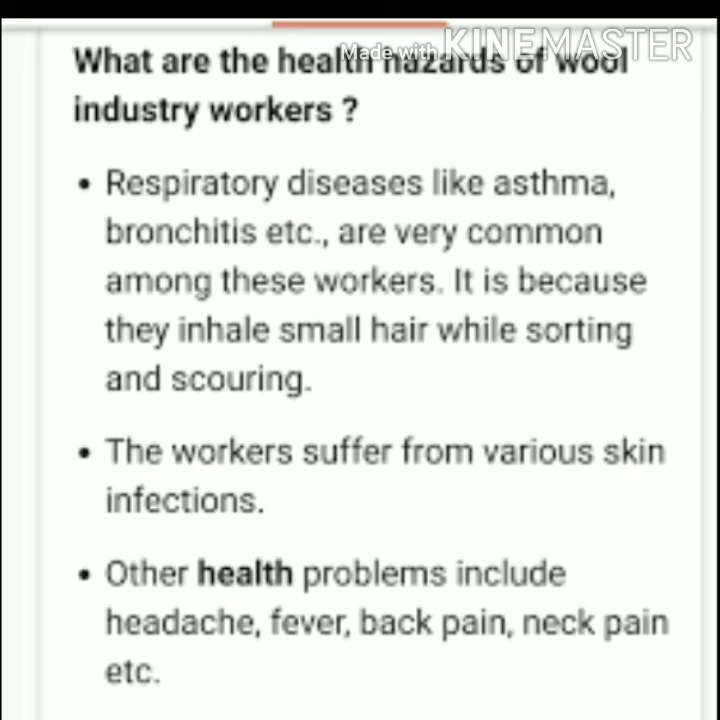 Made with KINEMASTER
What are the health hazards of wool
industry workers ?
• Respiratory diseases like asthma,
bronchitis etc., are very common
among these workers. It is because
they inhale small hair while sorting
and scouring.
• The workers suffer from various skin
infections.
• Other health problems include
headache, fever, back pain, neck pain
etc.